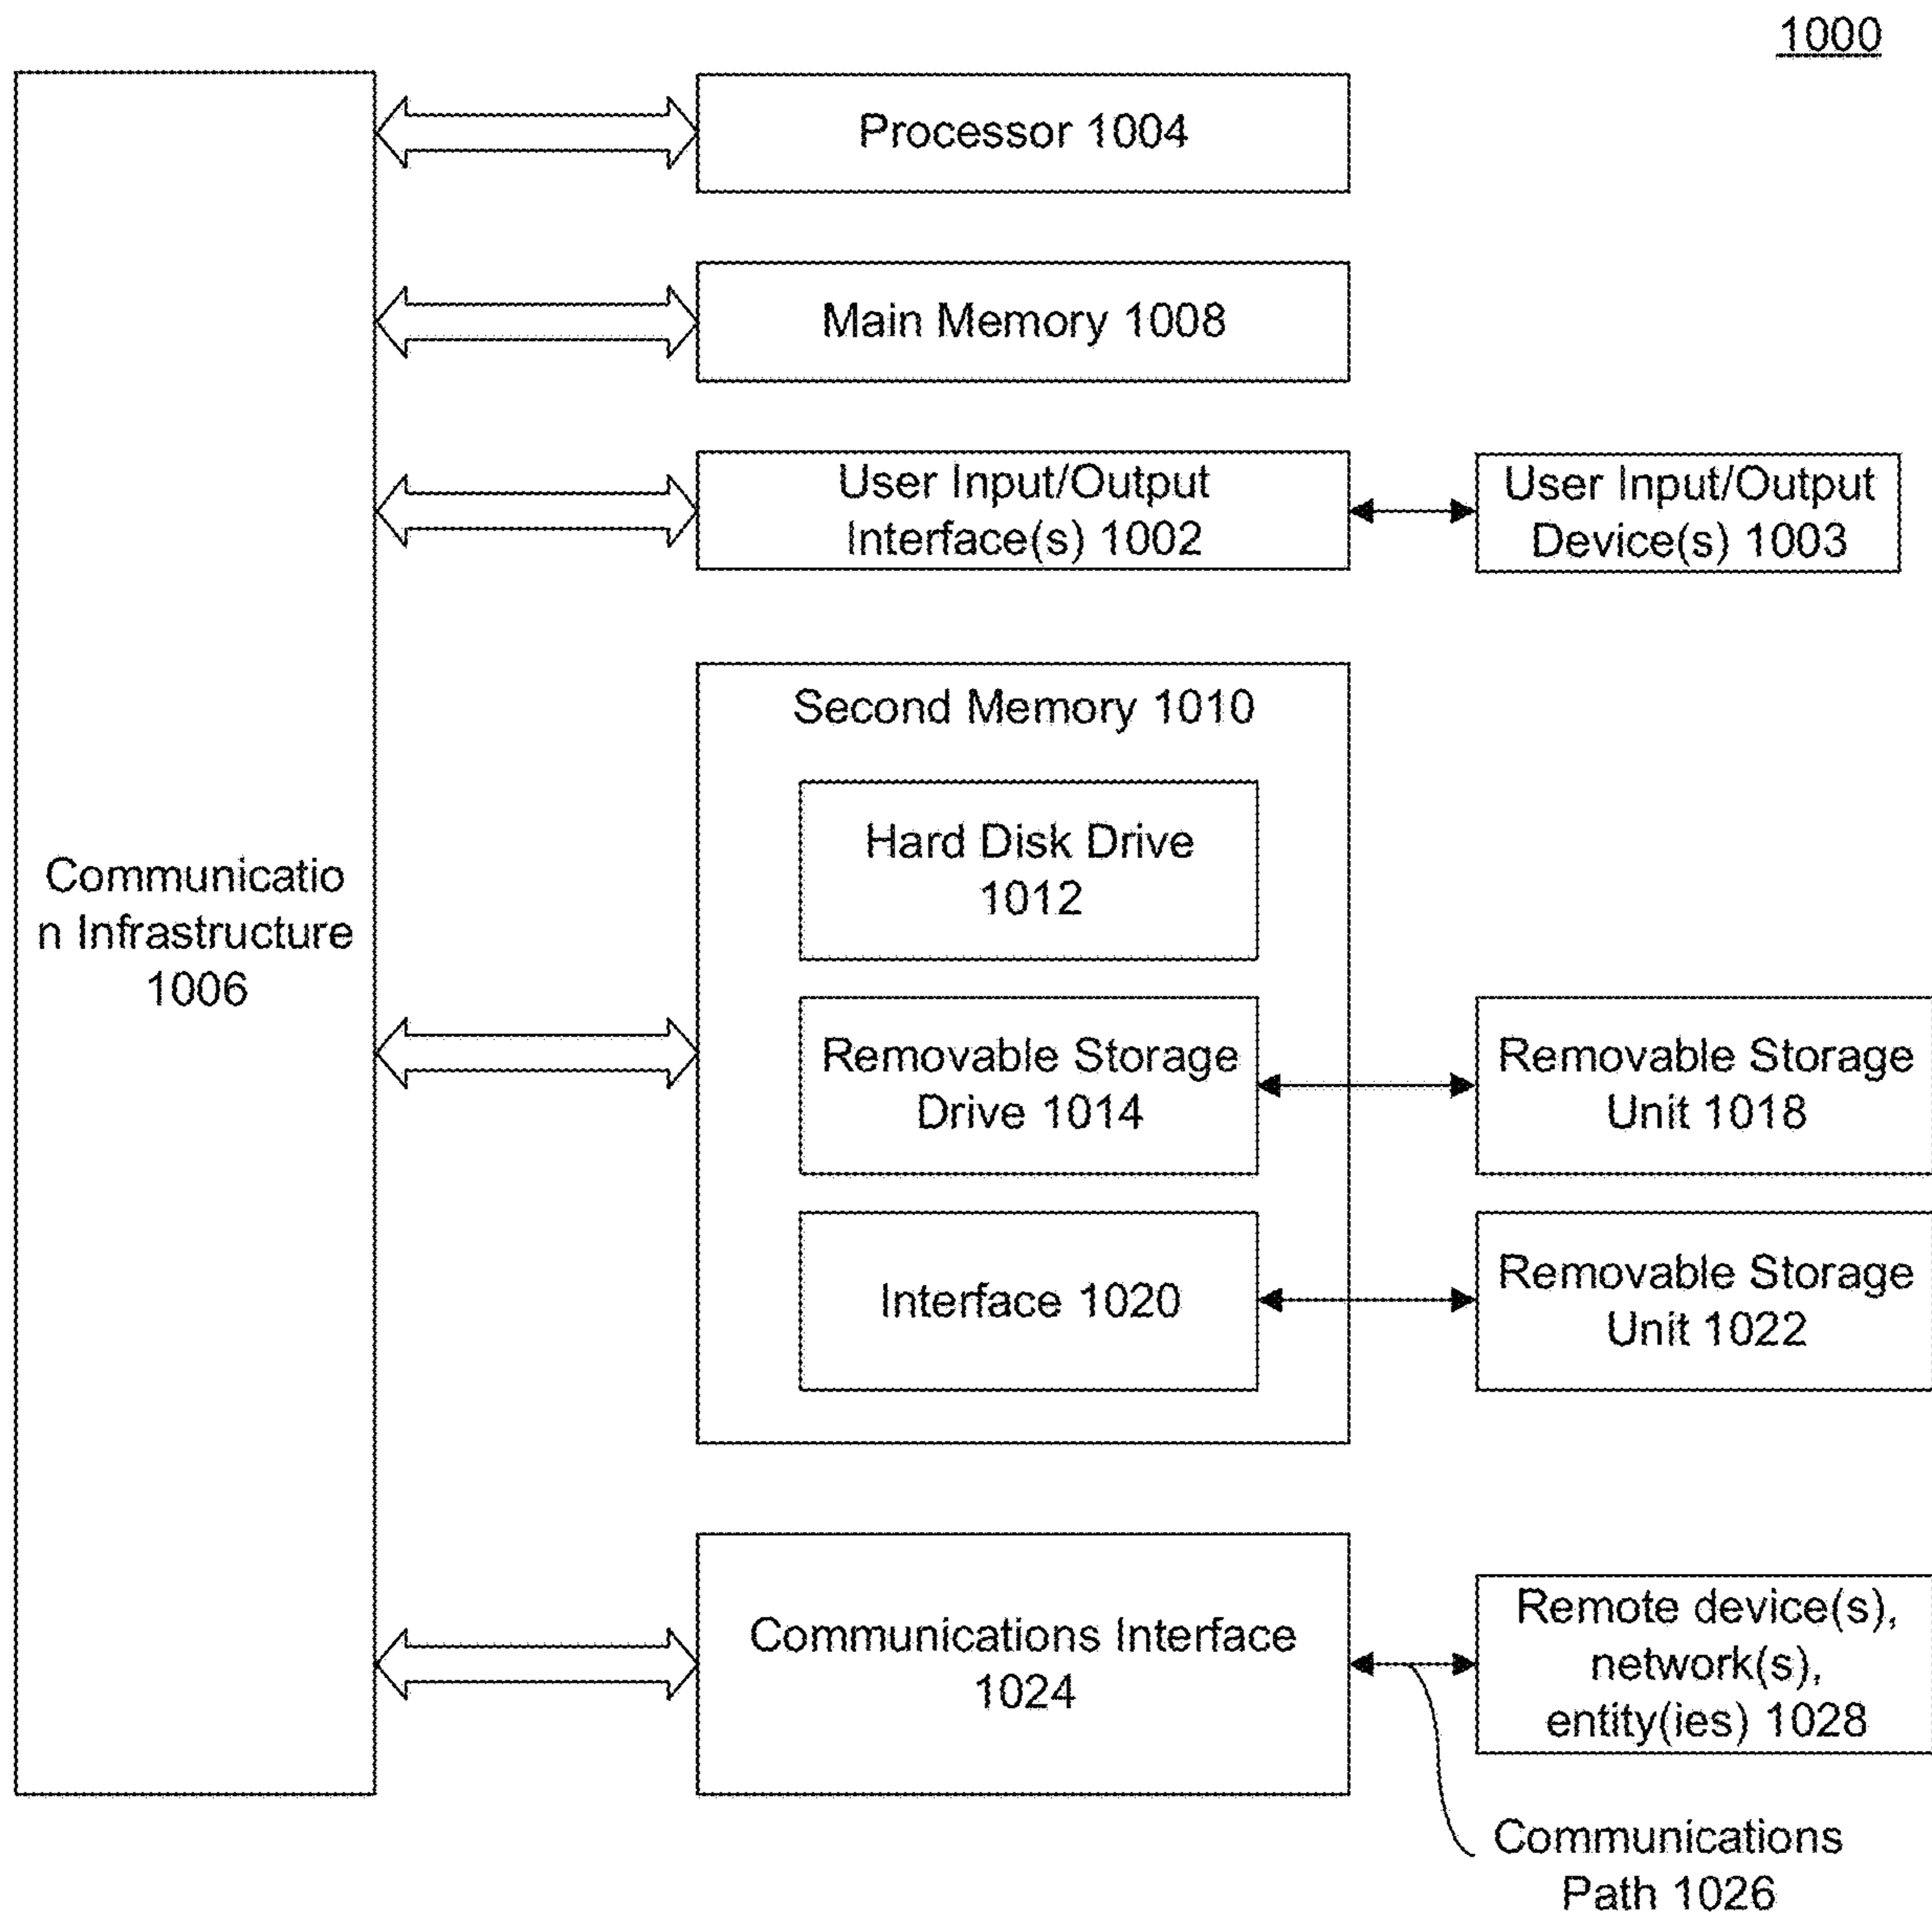 1000
Processor 1004
Main Memory 1008
User Input/Output
Interface(s) 1002
User Input/Output
Device(s) 1003
Second Memory 1010
Hard Disk Drive
1012
Communicatio
n Infrastructure
1006
Removable Storage
Drive 1014
Removable Storage
Unit 1018
Interface 1020
Removable Storage
Unit 1022
Communications Interface
1024
Remote device(s),
network(s),
entity(ies) 1028
Communications
Path 1026